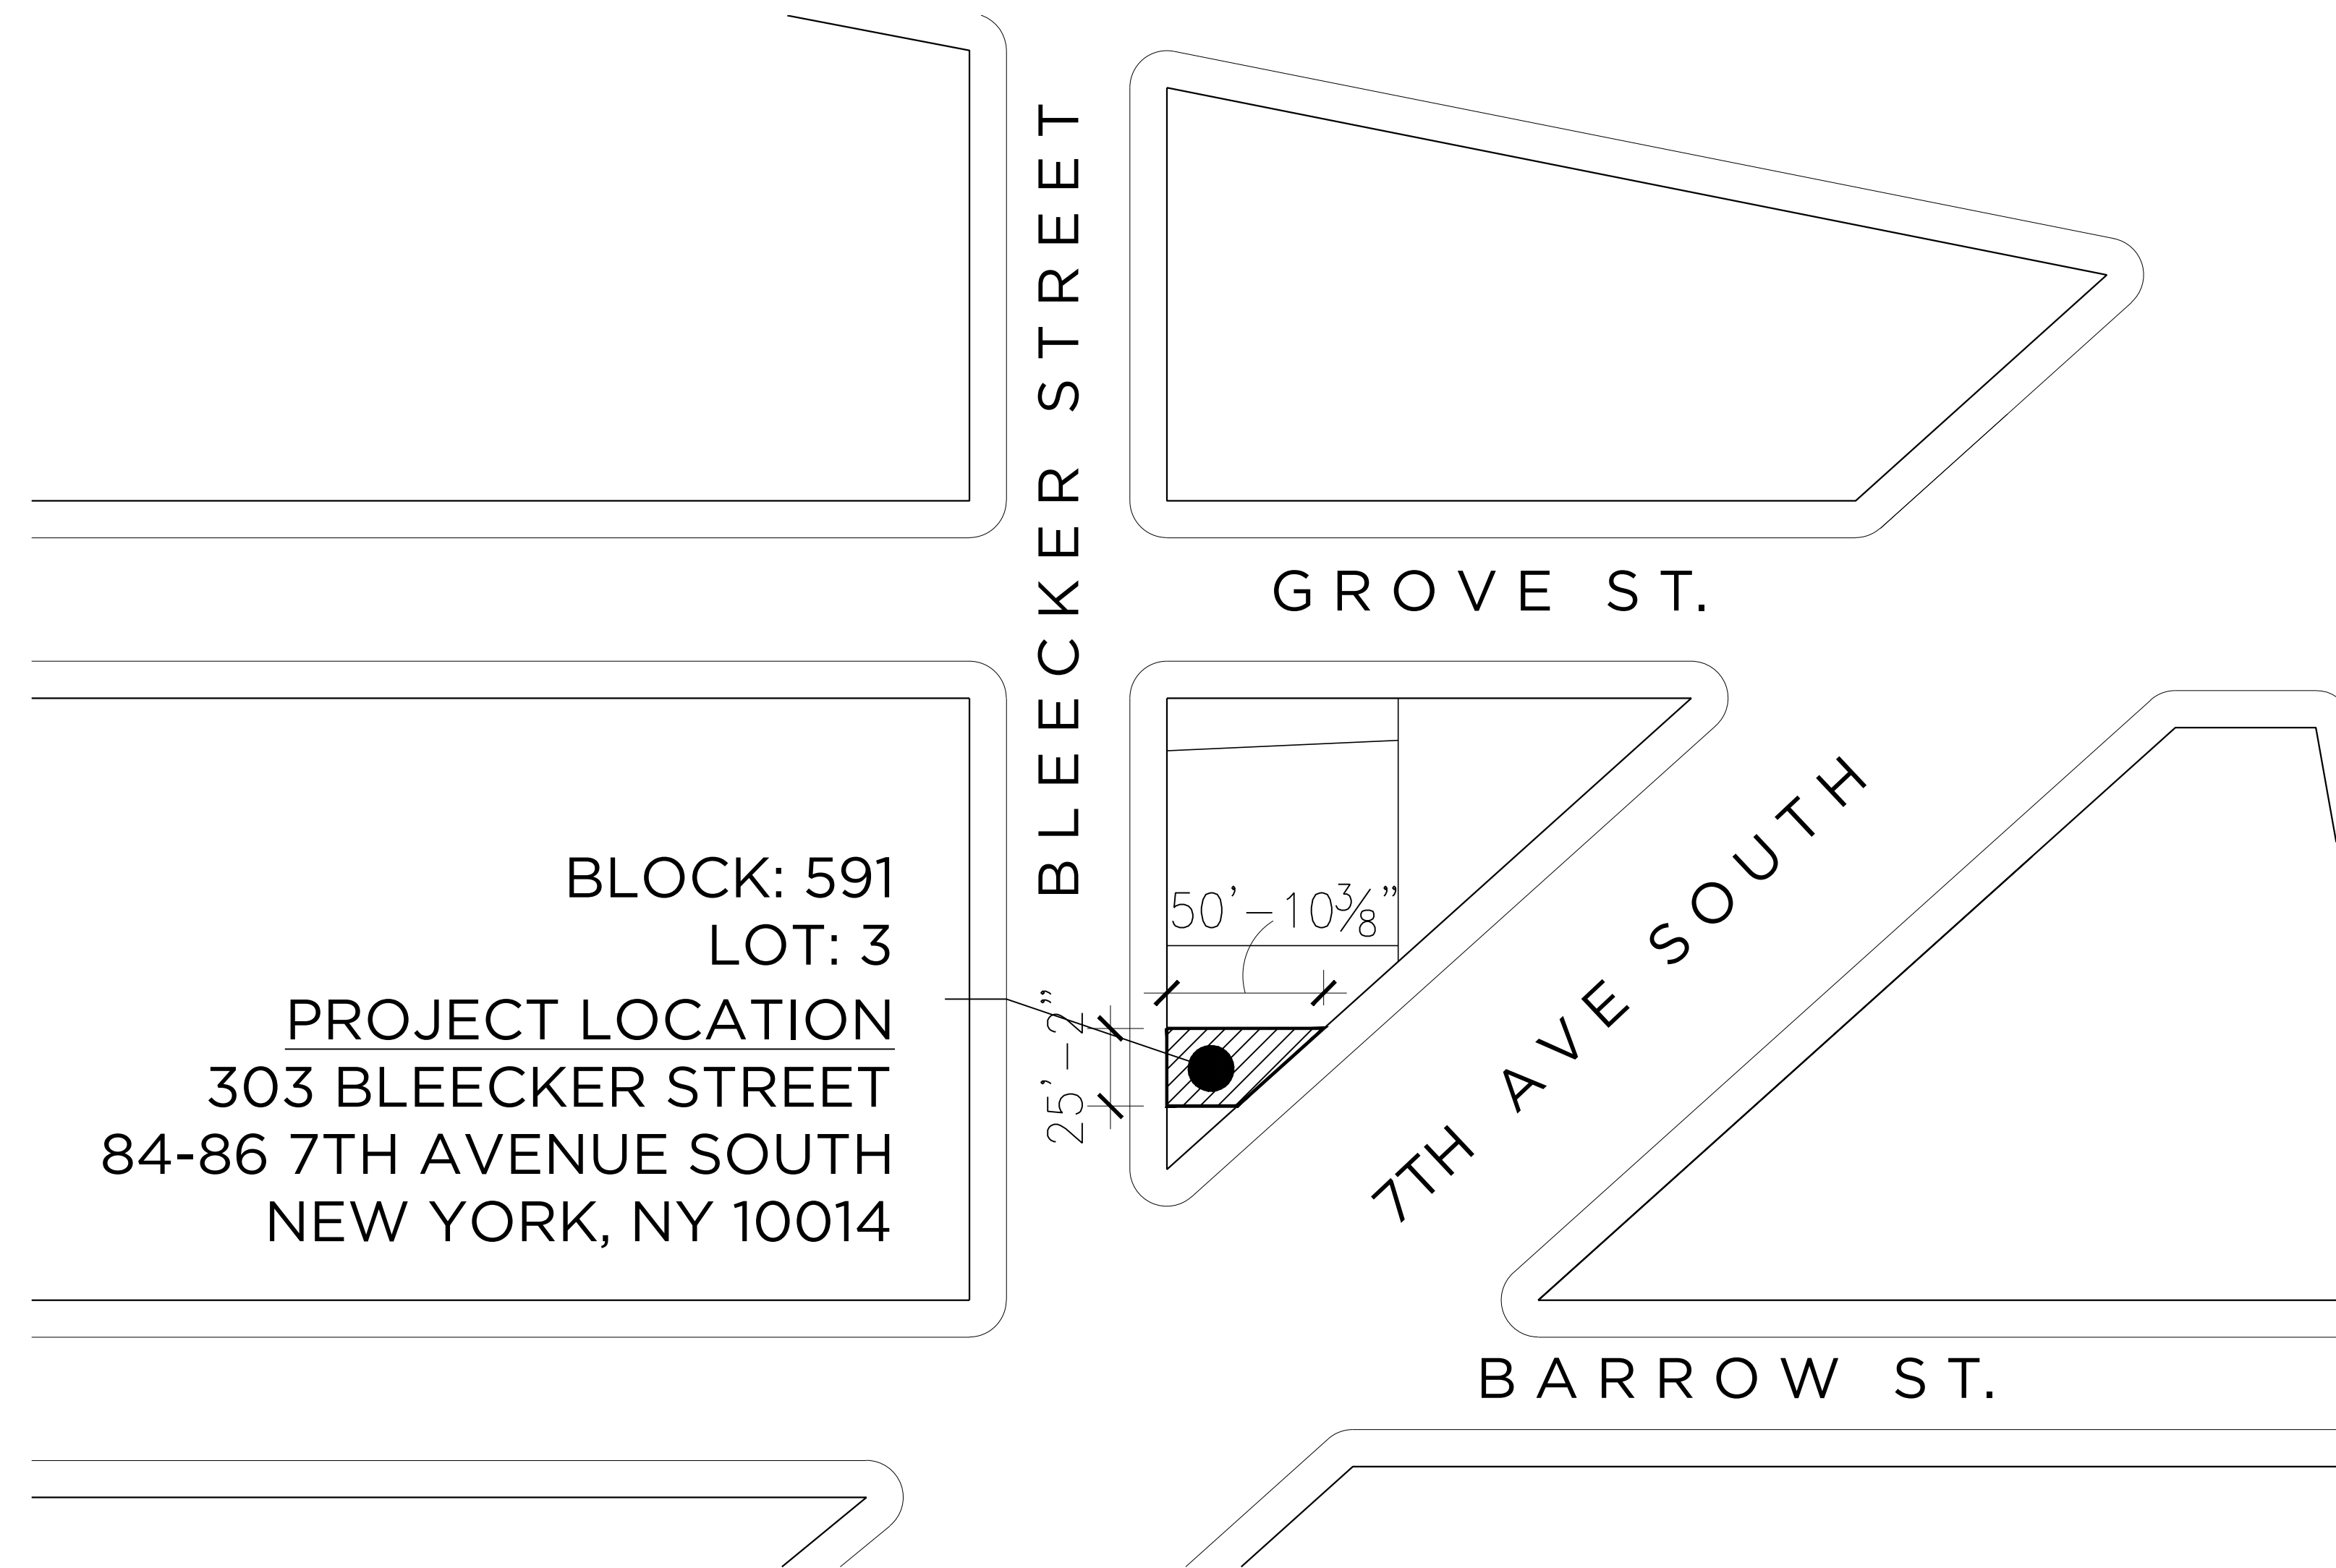 BLEECKER STREET
GROVE ST.
BLOCK: 591
LOT: 3
PROJECT LOCATION
303 BLEECKER STREET
84-86 7TH AVENUE SOUTH
NEW YORK, NY 10014
50’-10⅜”
25’-2”
7TH AVE SOUTH
BARROW ST.